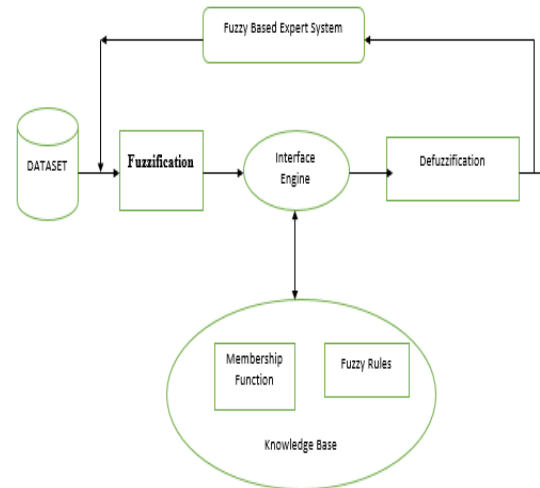 Fuzzy Based Expert System
DATASET
Fuzzification
Interface
Engine
Defuzzification
Membership
Function
Fuzzy Rules
Knowledge Base